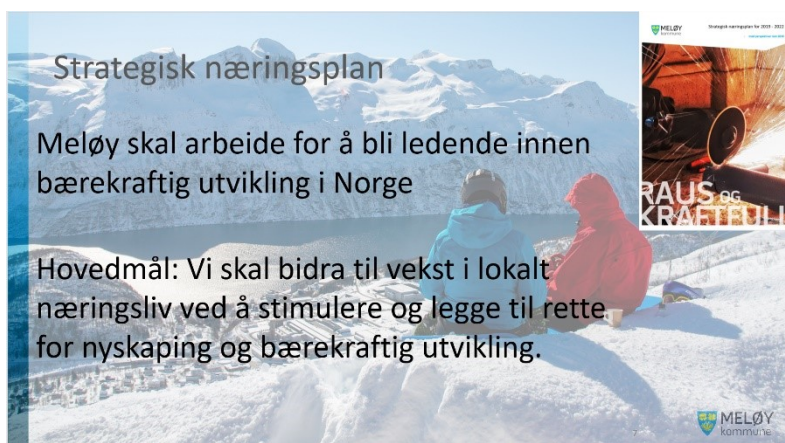 Strategisk næringsplan
Meløy skal arbeide for å bli ledende innen
bærekraftig utvikling i Norge
Hovedmål: Vi skal bidra til vekst i lokalt
næringsliv ved å stimulere og legge til rette
for nyskaping og bærekraftig utvikling.
MELØY
kommune
Strategisk næringsplan for 2019 - 2022
RAUS OG
KRAFTFULL
MELØY
kommune